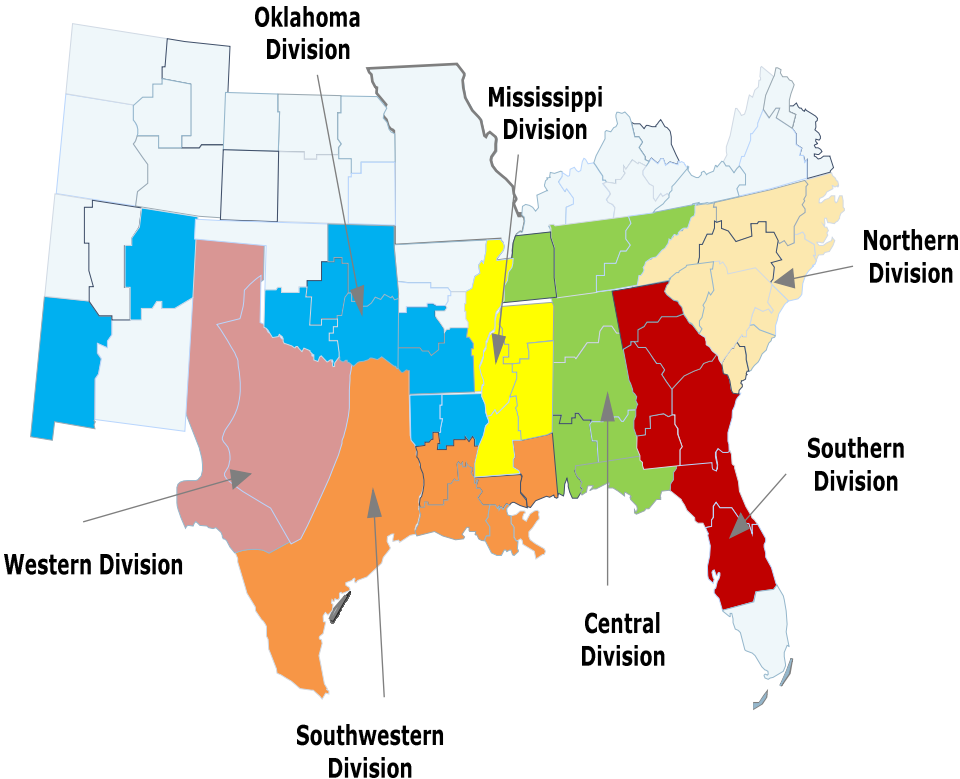 Oklahoma
Division
Mississippi
Division
Northern
Division
Southern
Division
Western Division
Central
Division
Southwestern
Division